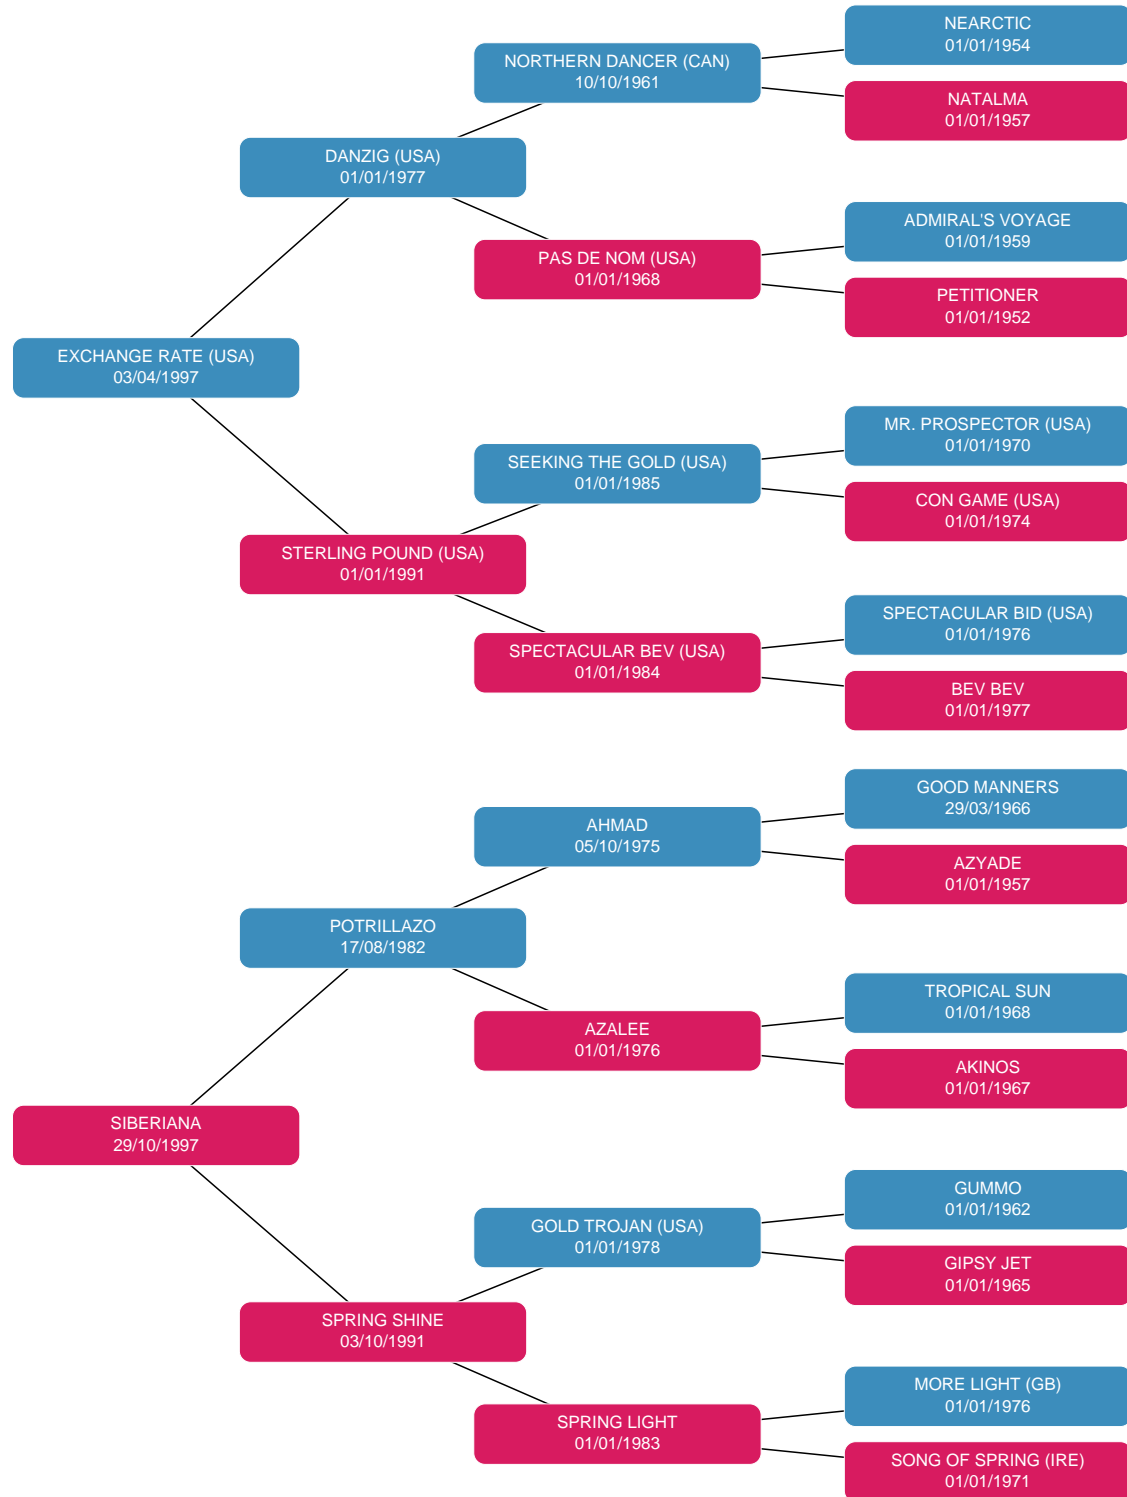 NEARCTIC
01/01/1954
NORTHERN DANCER (CAN)
10/10/1961
NATALMA
01/01/1957
DANZIG (USA)
01/01/1977
ADMIRAL'S VOYAGE
01/01/1959
PAS DE NOM (USA)
01/01/1968
PETITIONER
01/01/1952
EXCHANGE RATE (USA)
03/04/1997
MR. PROSPECTOR (USA)
01/01/1970
SEEKING THE GOLD (USA)
01/01/1985
CON GAME (USA)
01/01/1974
STERLING POUND (USA)
01/01/1991
SPECTACULAR BID (USA)
01/01/1976
SPECTACULAR BEV (USA)
01/01/1984
BEV BEV
01/01/1977
GOOD MANNERS
29/03/1966
AHMAD
05/10/1975
AZYADE
01/01/1957
POTRILLAZO
17/08/1982
TROPICAL SUN
01/01/1968
AZALEE
01/01/1976
AKINOS
01/01/1967
SIBERIANA
29/10/1997
GUMMO
01/01/1962
GOLD TROJAN (USA)
01/01/1978
GIPSY JET
01/01/1965
SPRING SHINE
03/10/1991
MORE LIGHT (GB)
01/01/1976
SPRING LIGHT
01/01/1983
SONG OF SPRING (IRE)
01/01/1971